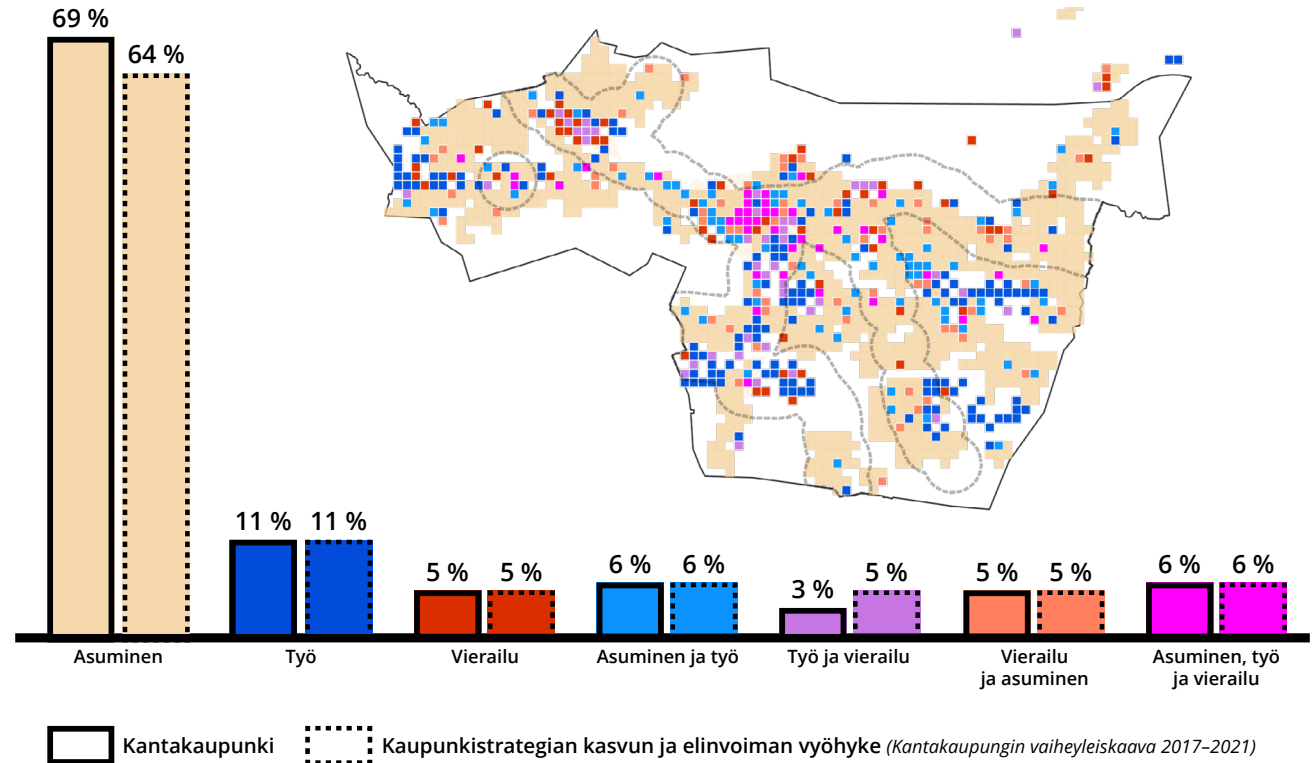 69 %
64 %
11 %
11 %
5 %
5 %
6 %
6 %
3 %
5 %
5 %
5 %
6 %
6 %
Asuminen
Työ
Vierailu
Asuminen ja työ
Työ ja vierailu
Vierailu
ja asuminen
Asuminen, työ
ja vierailu
Kantakaupunki
Kaupunkistrategian kasvun ja elinvoiman vyöhyke (Kantakaupungin vaiheyleiskaava 2017–2021)